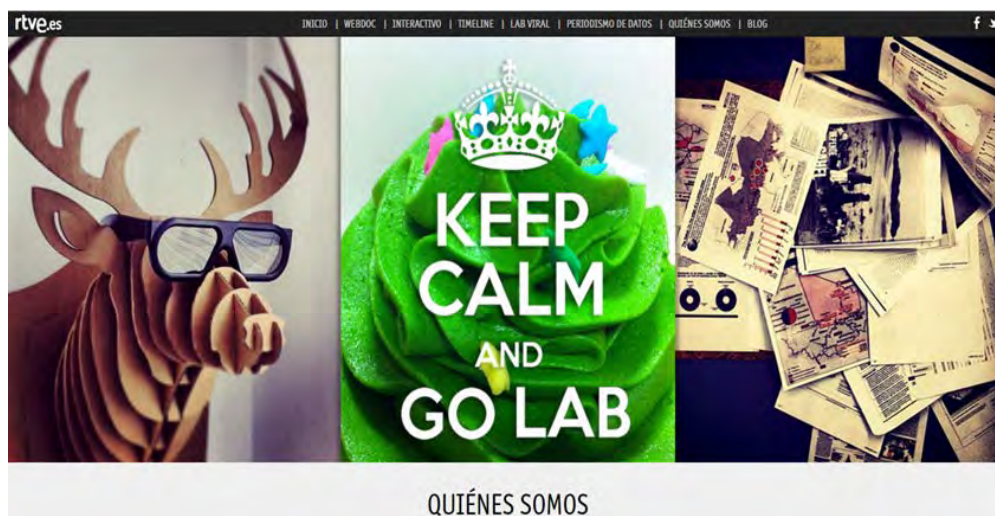 rtve.es
INICIO | WEBDOC | INTERACTIVO | TIMELINE | LAB VIRAL | PERIODISMO DE DATOS | QUIÉNES SOMOS | BLOG
KEEP
CALM
AND
GO LAB
QUIÉNES SOMOS